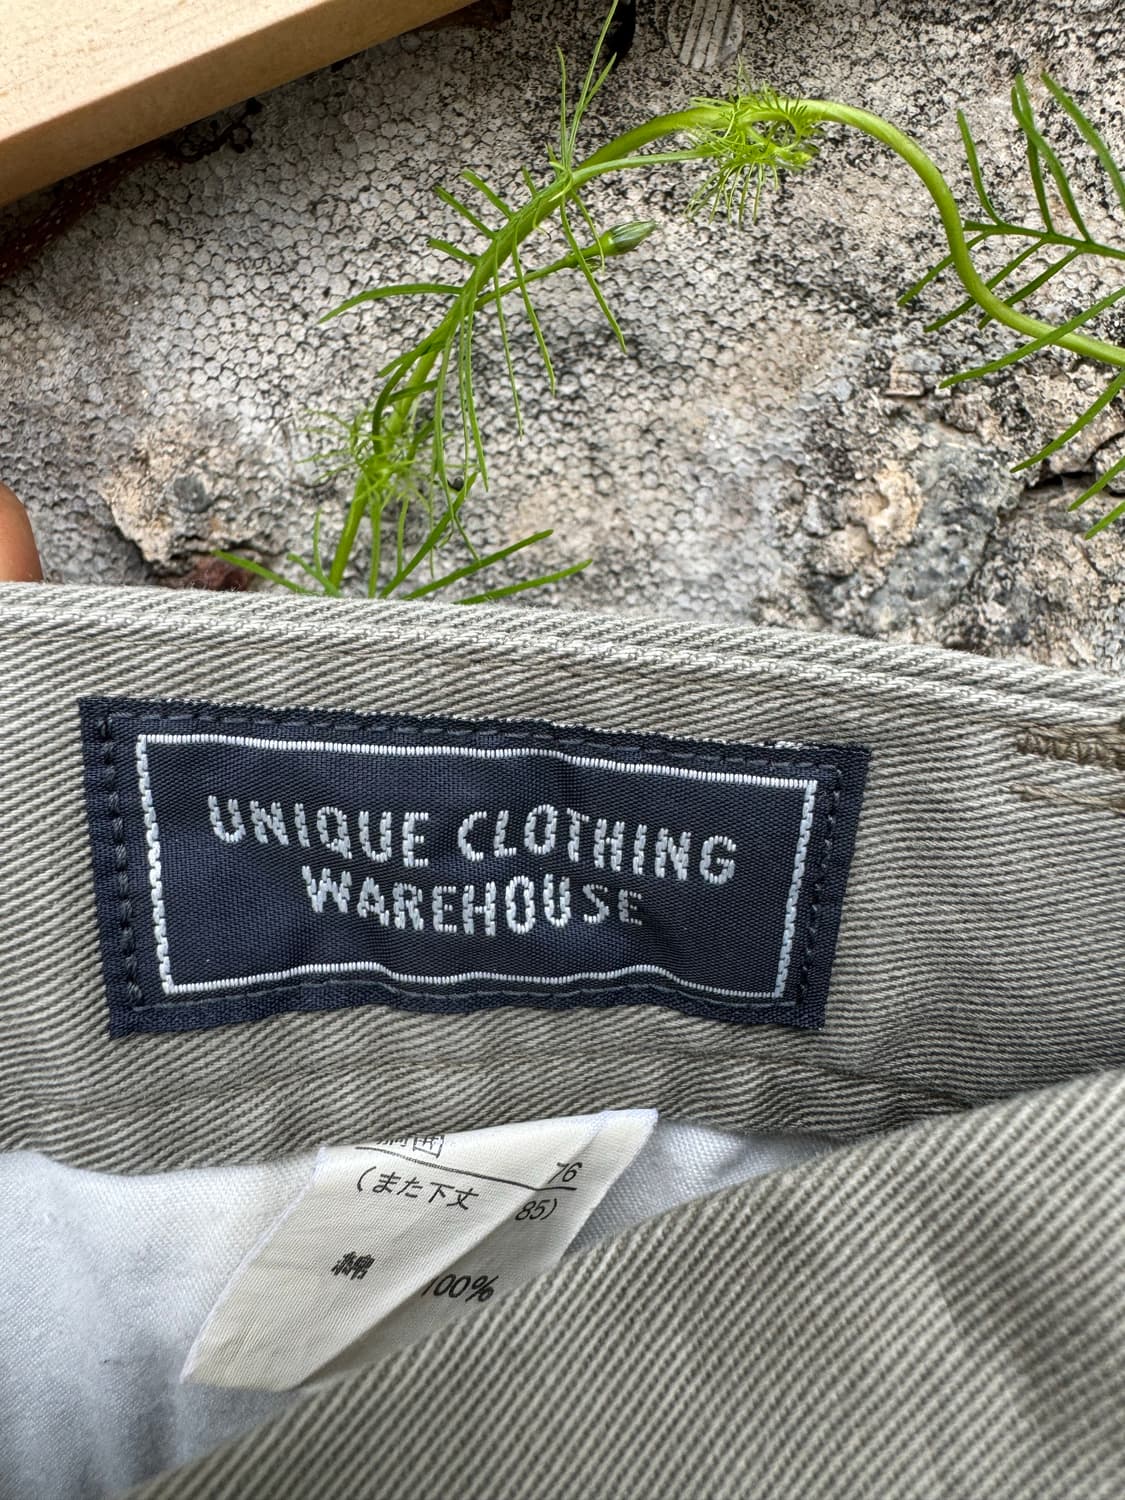 UNIQUE CLOTHING
WAREHOUSE
76
(また下丈 85)
綿 100%